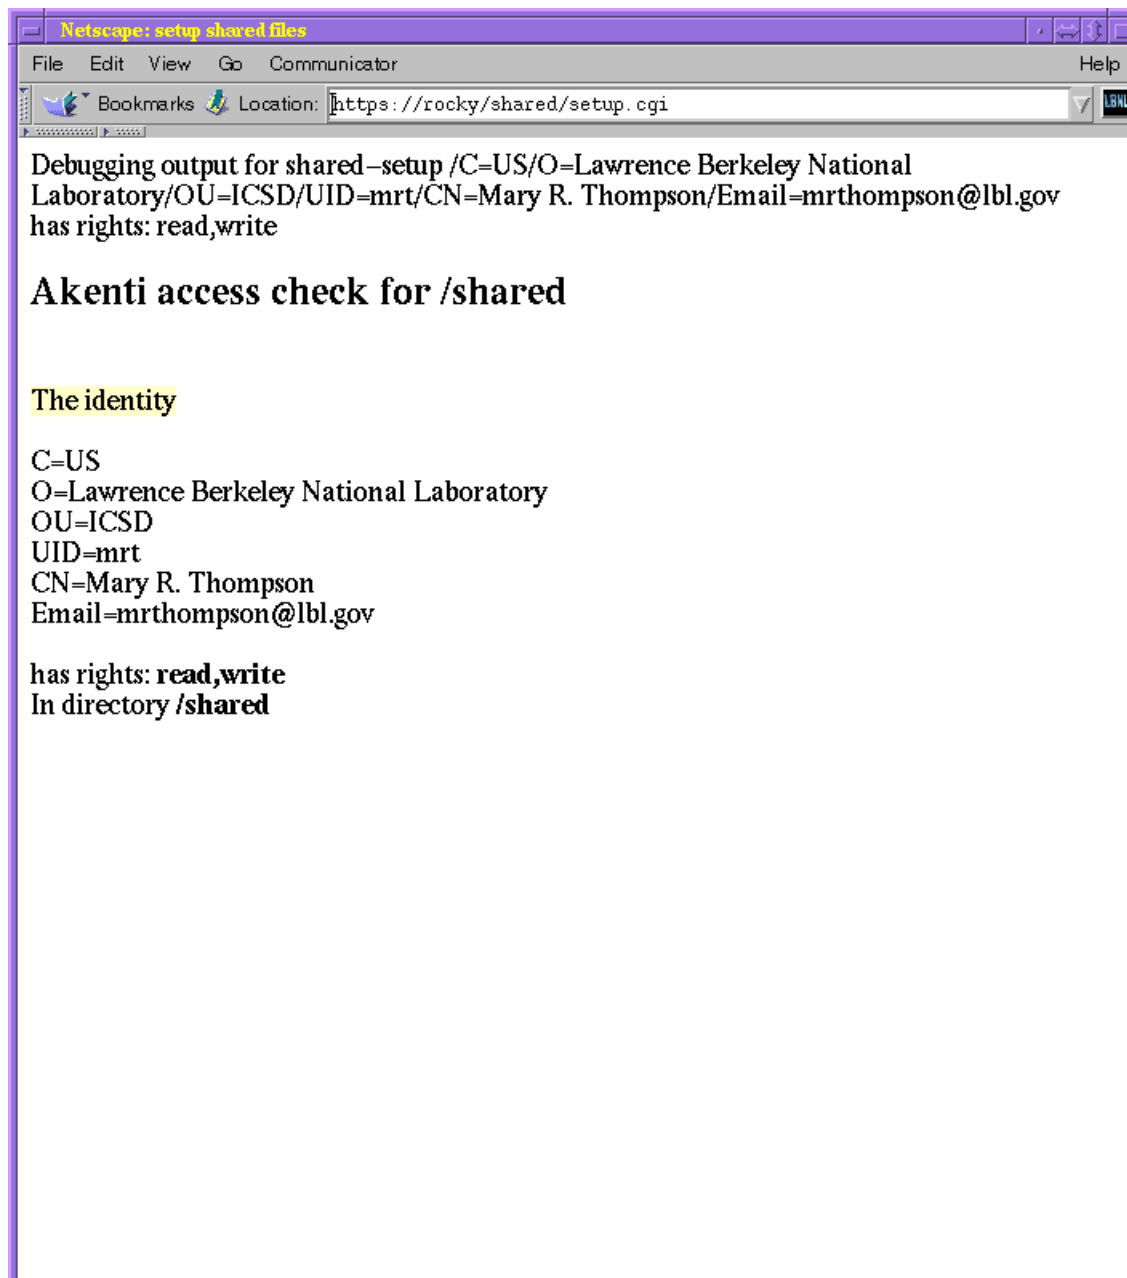 Netscape: setup shared files
File Edit View Go Communicator Help
Bookmarks Location: https://rocky/shared/setup.cgi LBNL
Debugging output for shared–setup /C=US/O=Lawrence Berkeley National
Laboratory/OU=ICSD/UID=mrt/CN=Mary R. Thompson/Email=mrthompson@lbl.gov
has rights: read,write
Akenti access check for /shared
The identity
C=US
O=Lawrence Berkeley National Laboratory
OU=ICSD
UID=mrt
CN=Mary R. Thompson
Email=mrthompson@lbl.gov
has rights: read,write
In directory /shared